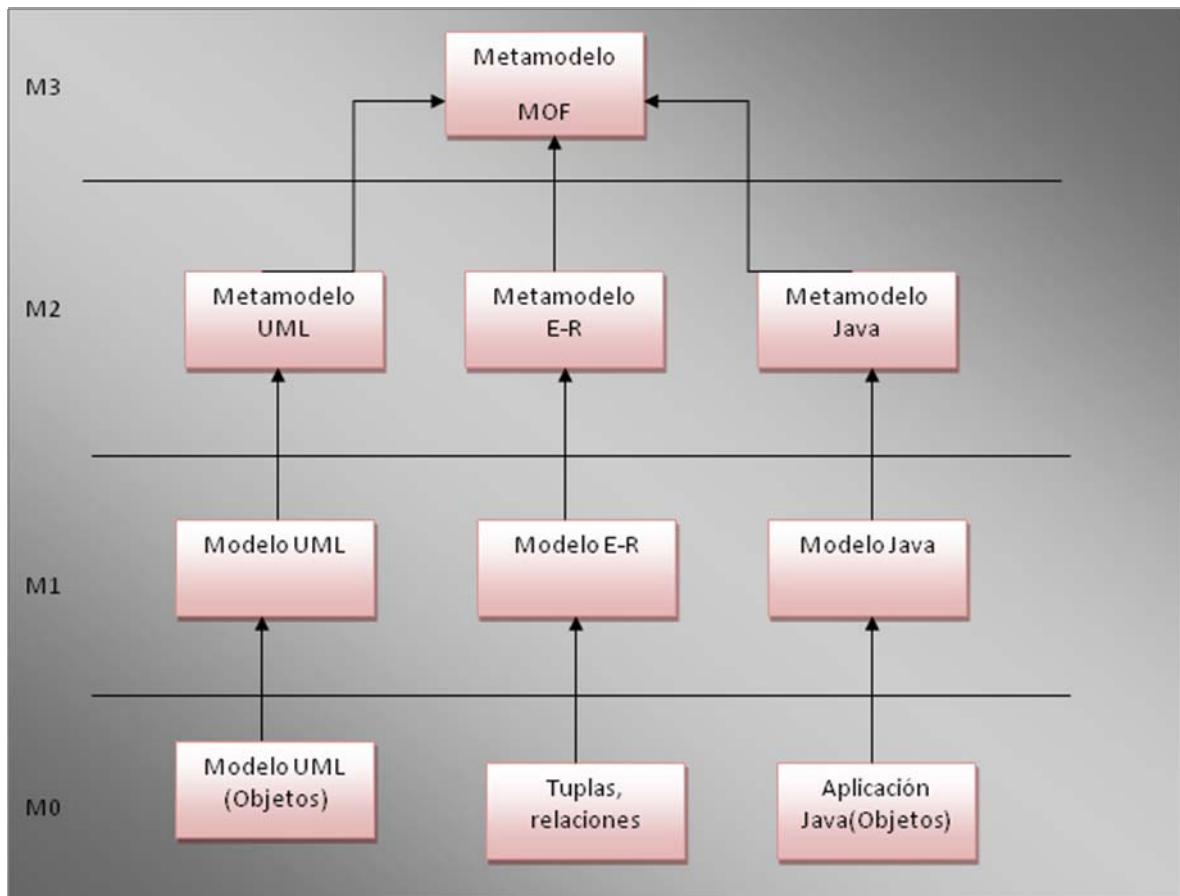 Metamodelo
MOF
M3
Metamodelo
UML
Metamodelo
E-R
Metamodelo
Java
M2
Modelo UML
Modelo E-R
Modelo Java
M1
Modelo UML
(Objetos)
Tuplas,
relaciones
Aplicación
Java(Objetos)
M0